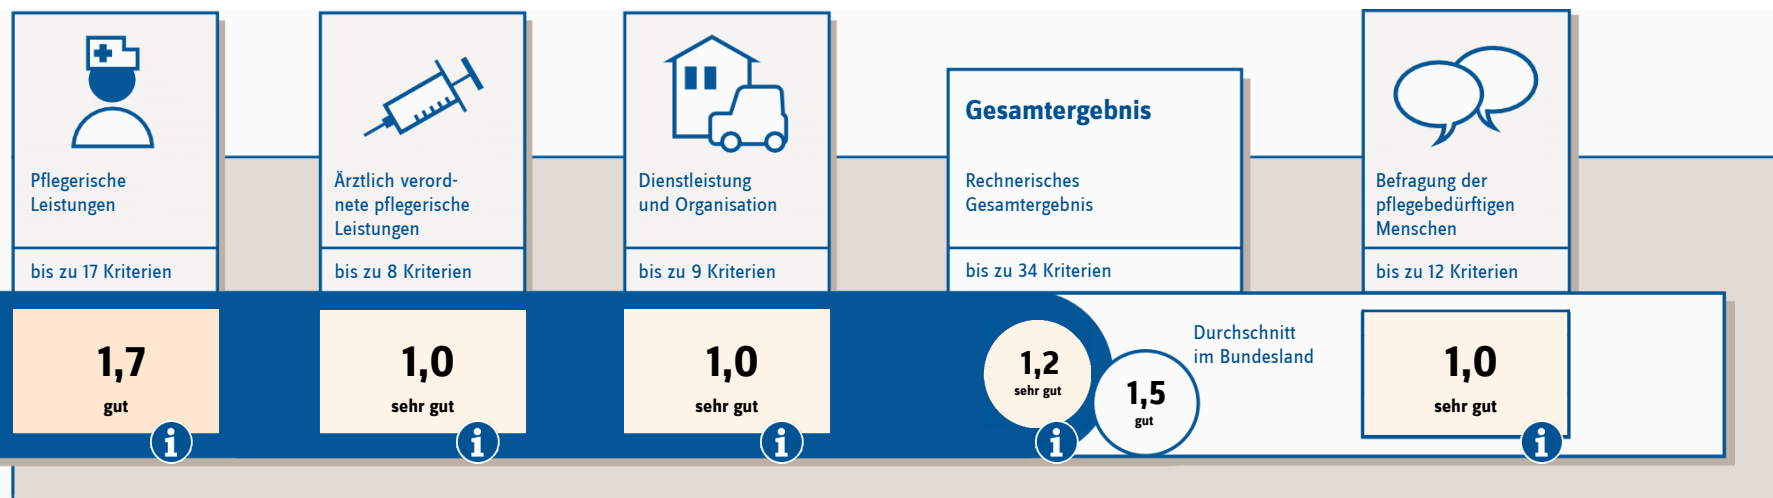 Pflegerische
Leistungen
bis zu 17 Kriterien
1,7
gut
i
Ärztlich verord-
nete pflegerische
Leistungen
bis zu 8 Kriterien
1,0
sehr gut
i
Dienstleistung
und Organisation
bis zu 9 Kriterien
1,0
sehr gut
i
Gesamtergebnis
Rechnerisches
Gesamtergebnis
bis zu 34 Kriterien
1,2
sehr gut
i
Durchschnitt
im Bundesland
1,5
gut
Befragung der
pflegebedürftigen
Menschen
bis zu 12 Kriterien
1,0
sehr gut
i